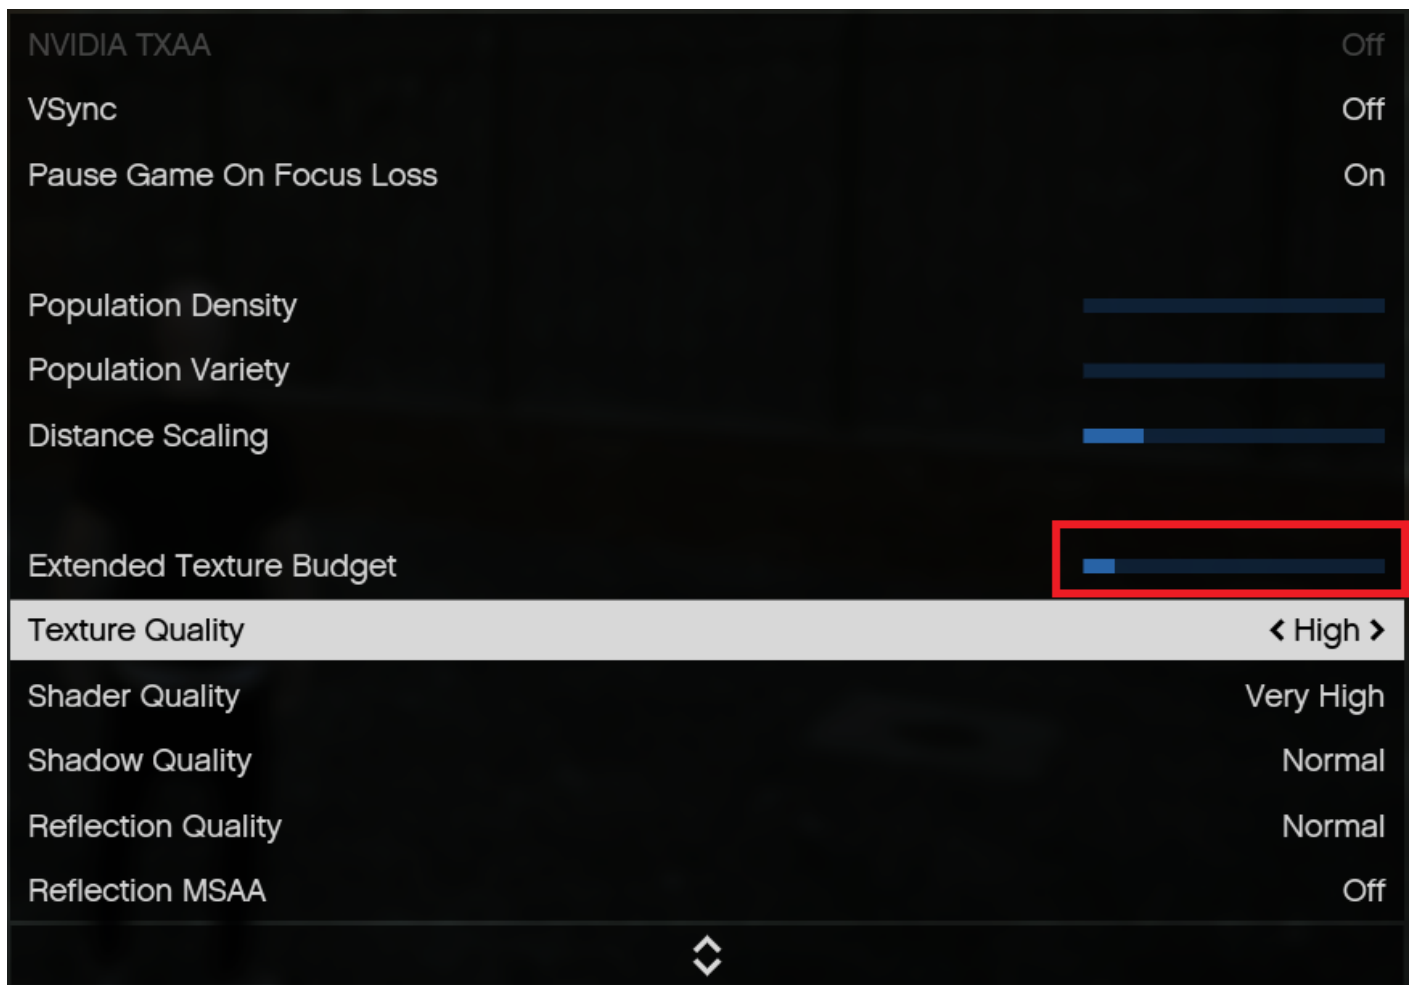 NVIDIA TXAA Off
VSync Off
Pause Game On Focus Loss On
Population Density
Population Variety
Distance Scaling
Extended Texture Budget
Texture Quality < High >
Shader Quality Very High
Shadow Quality Normal
Reflection Quality Normal
Reflection MSAA Off